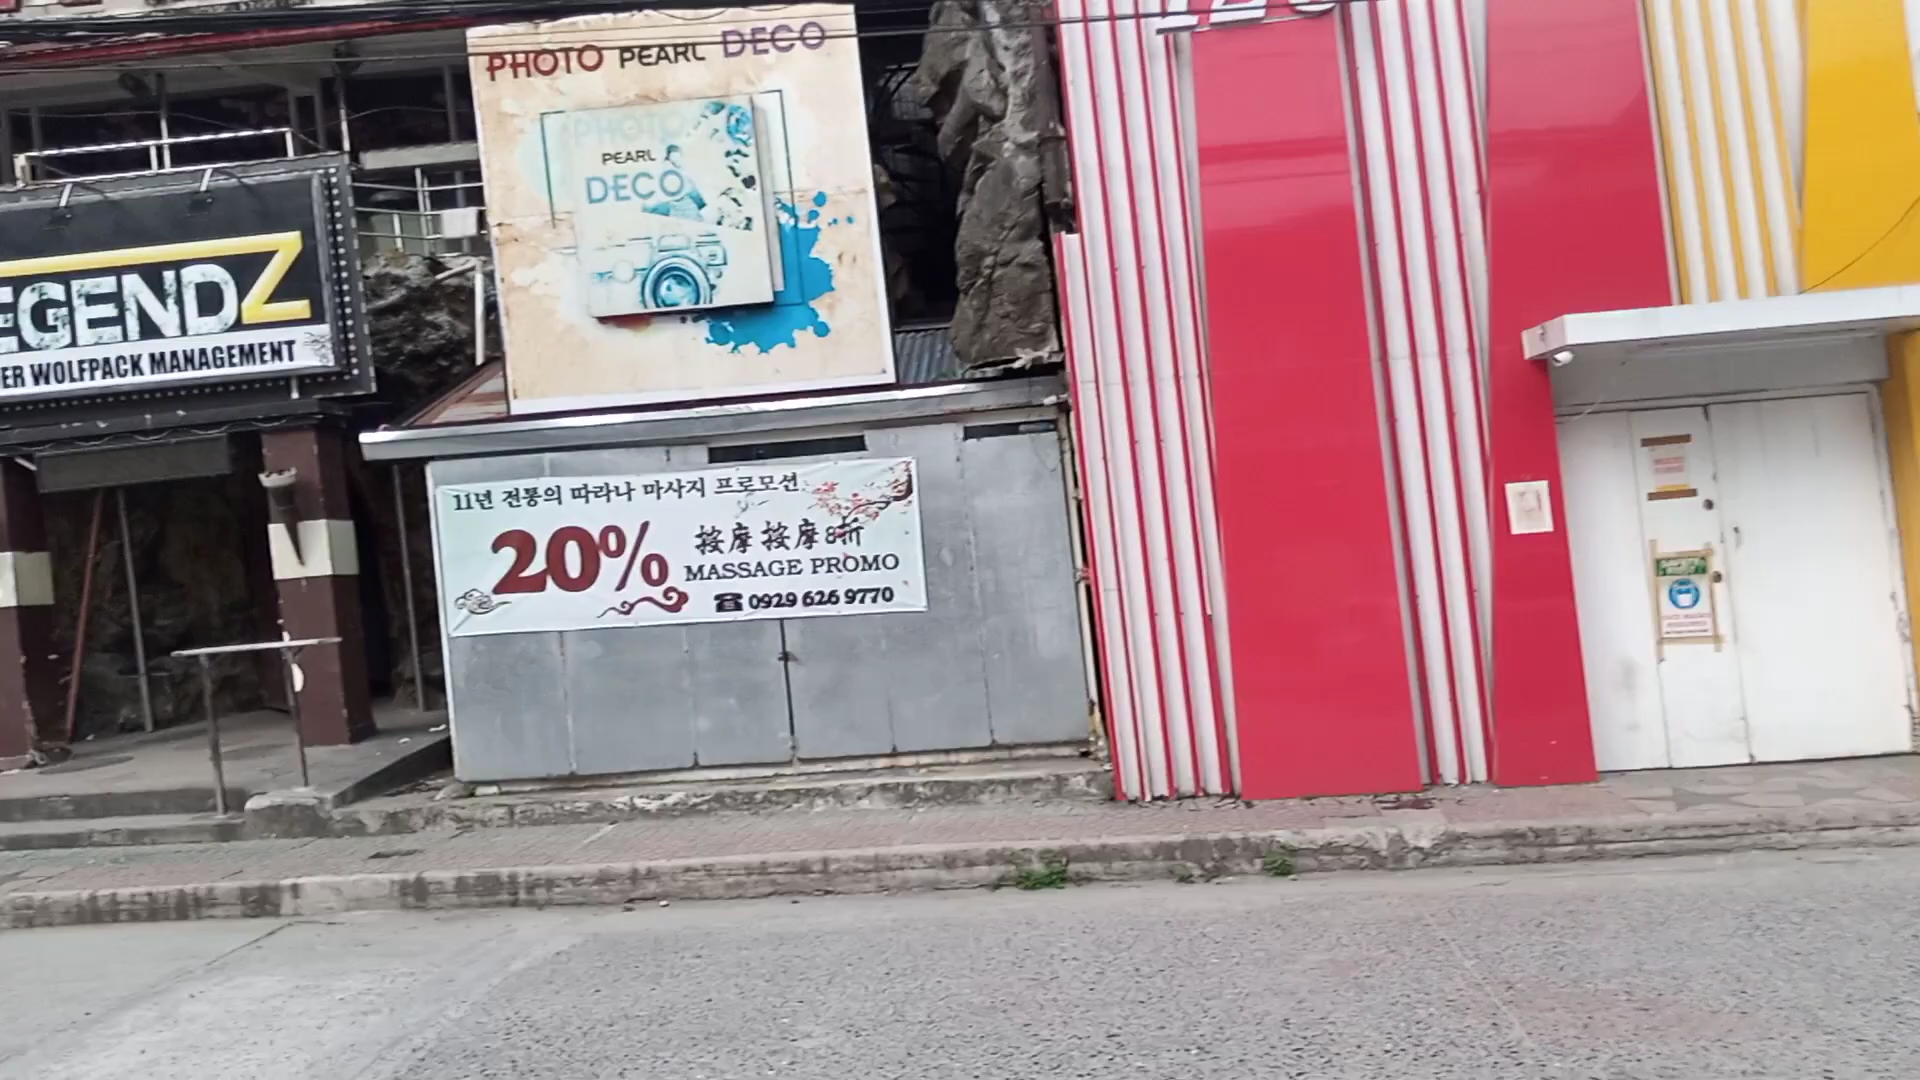 PHOTO PEARL DECO
PHOTO
PEARL
DECO
EGENDZ
ER WOLFPACK MANAGEMENT
11년 전통의 따라나 마사지 프로모션
20%
按摩 按摩 8折
MASSAGE PROMO
☎ 0929 626 9770